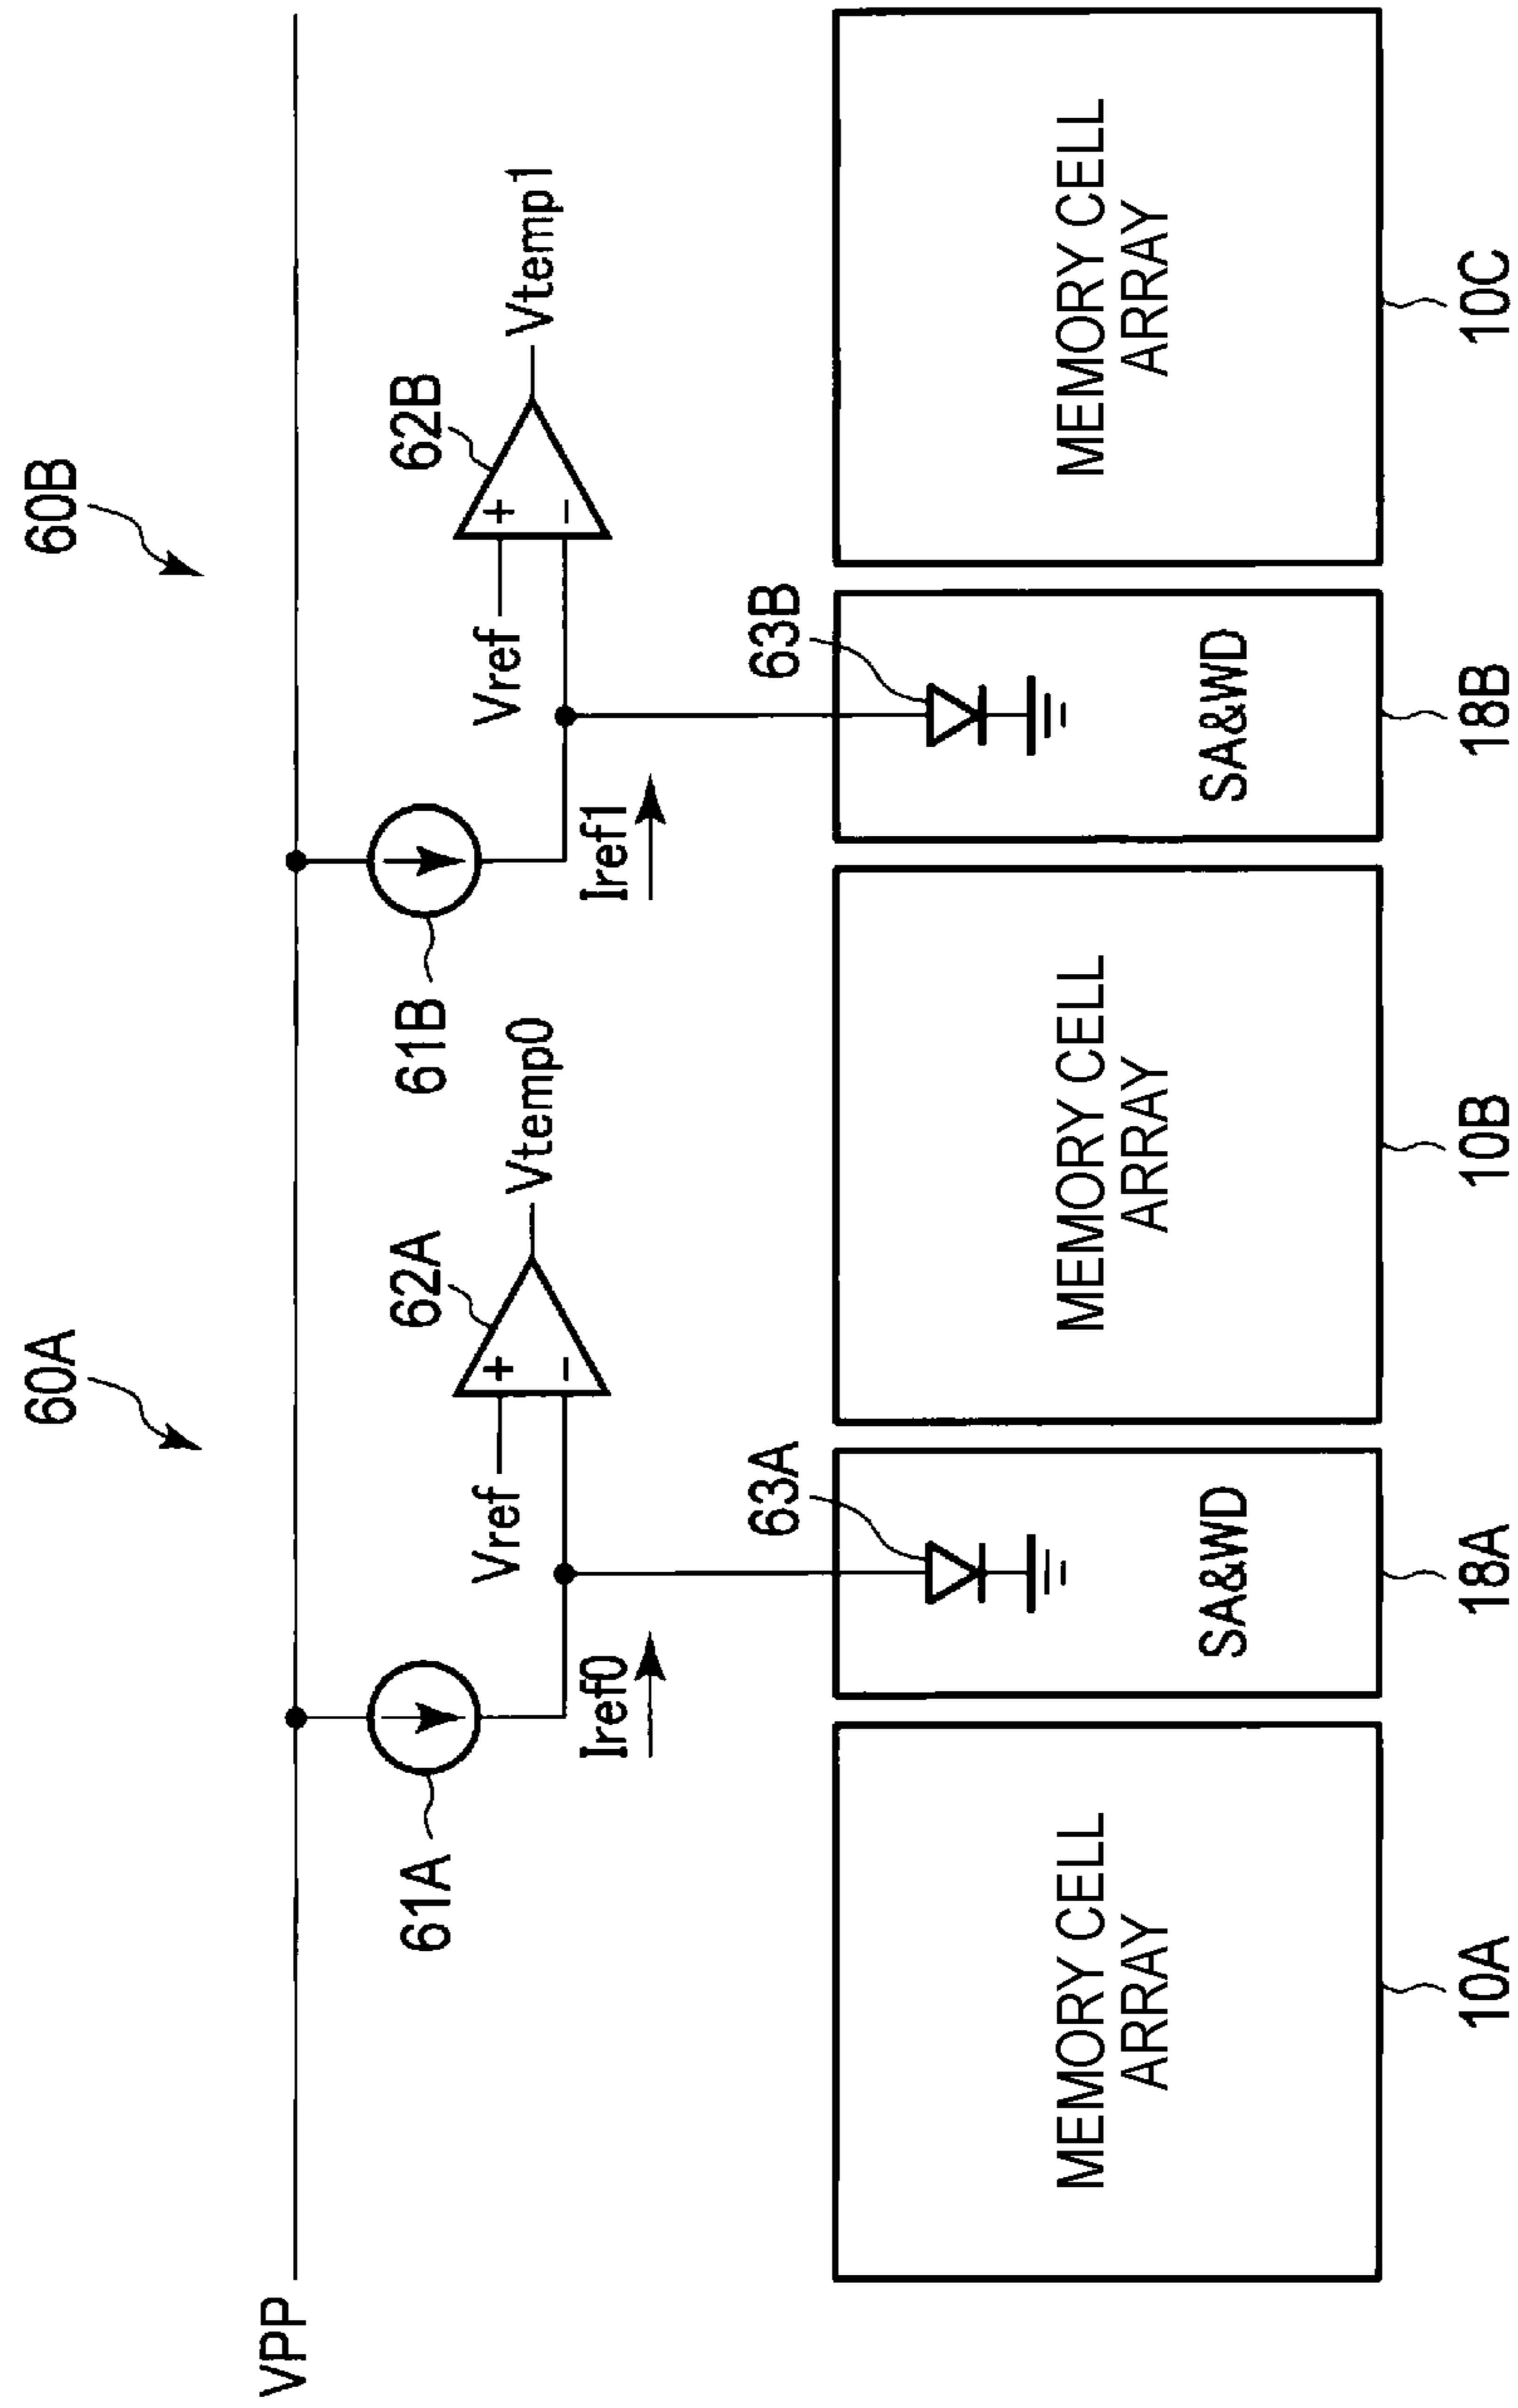 60A
60B
VPP
61A
62A
Vref
Vtemp0
Iref0
61B
62B
Vref
Vtemp1
Iref1
63A
63B
MEMORY CELL
ARRAY
SA&WD
MEMORY CELL
ARRAY
SA&WD
MEMORY CELL
ARRAY
10A
18A
10B
18B
10C
+
−
+
−